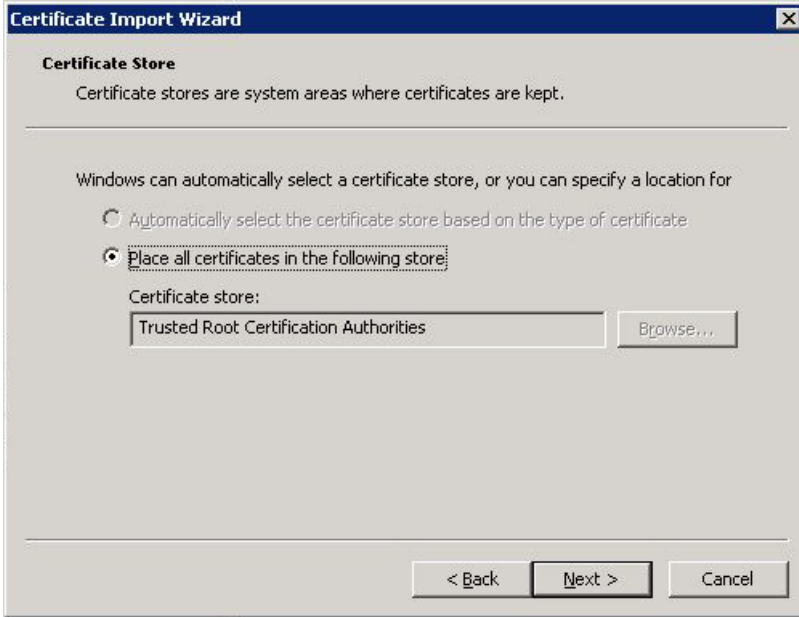 Certificate Import Wizard
Certificate Store
Certificate stores are system areas where certificates are kept.
Windows can automatically select a certificate store, or you can specify a location for
Automatically select the certificate store based on the type of certificate
Place all certificates in the following store
Certificate store:
Trusted Root Certification Authorities
Browse...
< Back
Next >
Cancel